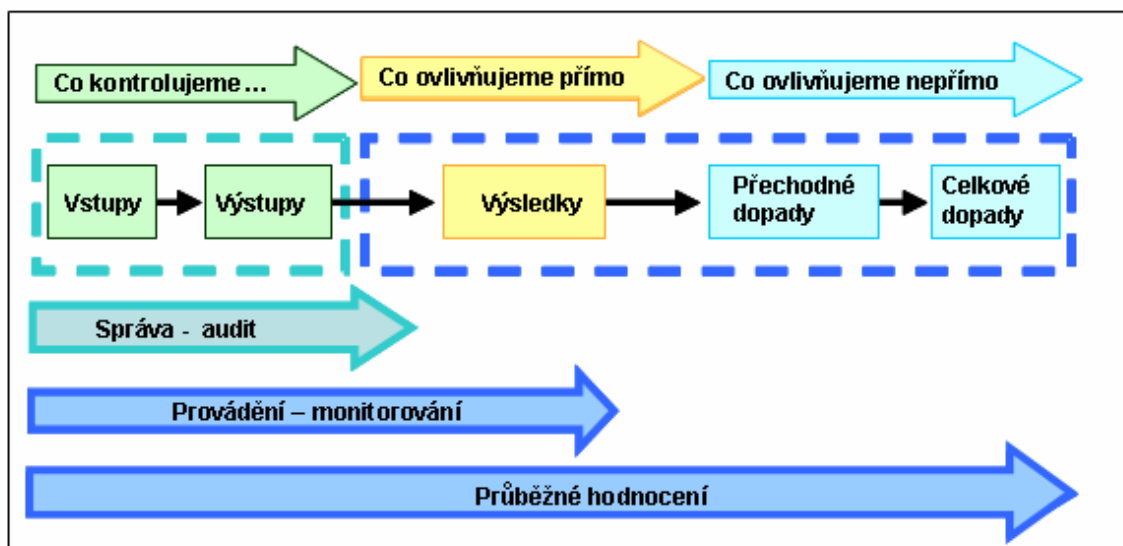 Co kontrolujeme...
Co ovlivňujeme přímo
Co ovlivňujeme nepřímo
Vstupy
Výstupy
Výsledky
Přechodné
dopady
Celkové
dopady
Správa - audit
Provádění – monitorování
Průběžné hodnocení